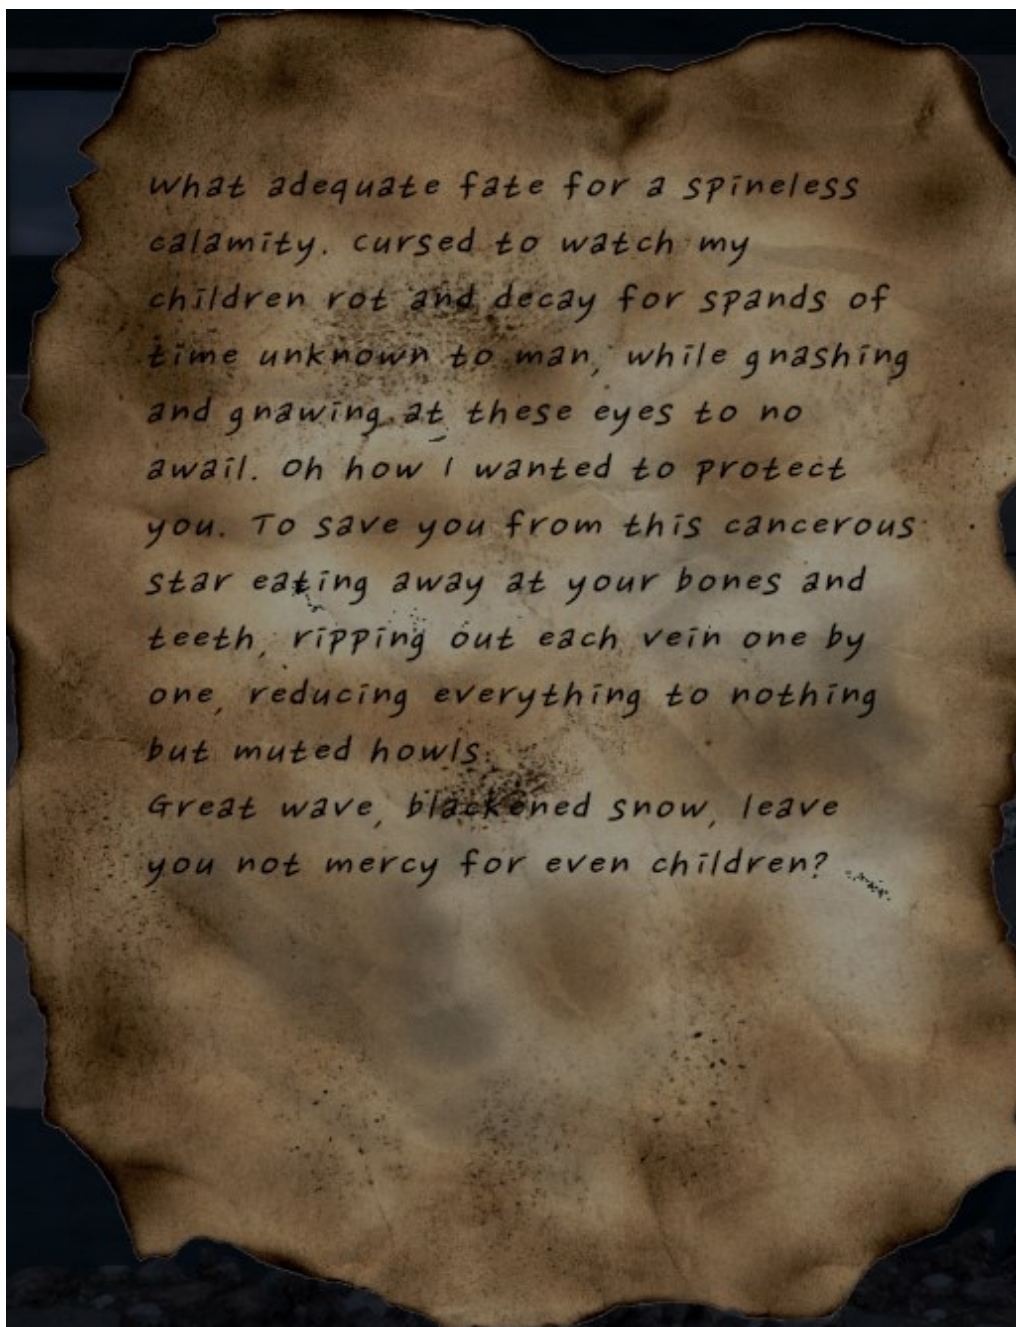 What adequate fate for a spineless
calamity. Cursed to watch my
children rot and decay for spands of
time unknown to man, while gnashing
and gnawing at these eyes to no
awail. Oh how I wanted to protect
you. To save you from this cancerous
star eating away at your bones and
teeth, ripping out each vein one by
one, reducing everything to nothing
but muted howls.
Great wave, blackened snow, leave
you not mercy for even children?